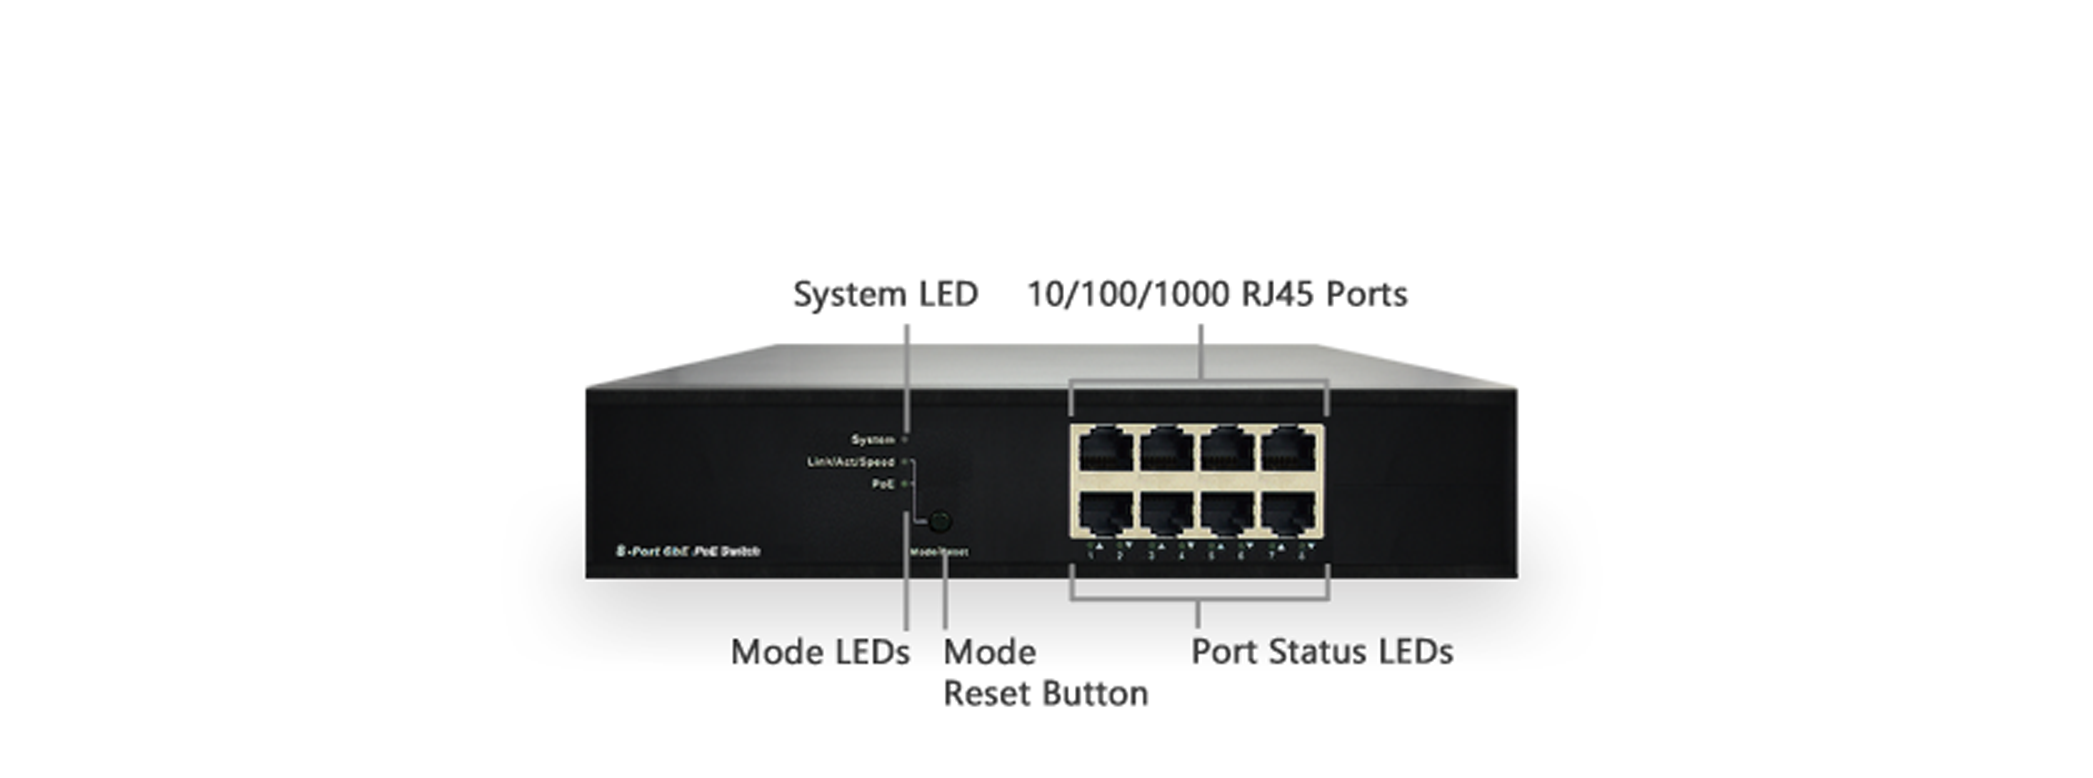 System LED
10/100/1000 RJ45 Ports
System
Link/Act/Speed
PoE
8-Port GbE PoE Switch
Mode/Reset
1 2 3 4 5 6 7 8
Mode LEDs
Mode
Reset Button
Port Status LEDs